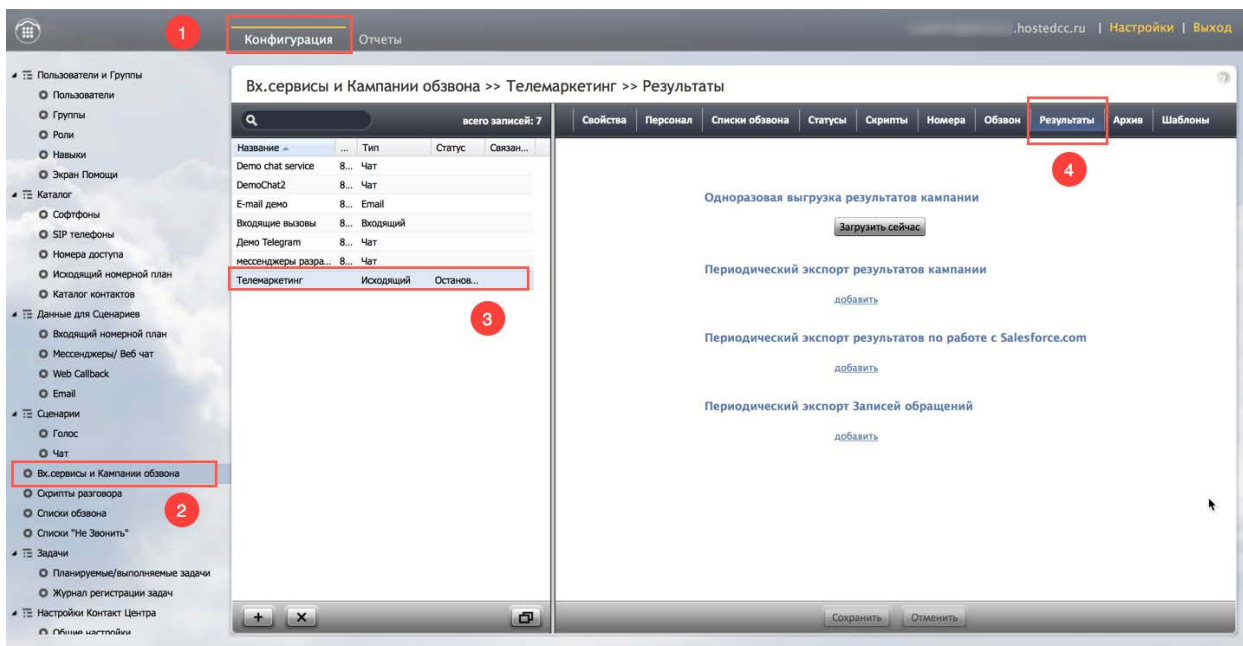 1
Конфигурация
Отчеты
.hostedcc.ru | Настройки | Выход
Пользователи и Группы
Пользователи
Группы
Роли
Навыки
Экран Помощи
Каталог
Софтфоны
SIP телефоны
Номера доступа
Исходящий номерной план
Каталог контактов
Данные для Сценариев
Входящий номерной план
Мессенджеры/ Веб чат
Web Callback
Email
Сценарии
Голос
Чат
Вх.сервисы и Кампании обзвона
Скрипты разговора
2
Списки обзвона
Списки "Не Звонить"
Задачи
Планируемые/выполняемые задачи
Журнал регистрации задач
Настройки Контакт Центра
Общие настройки
Вх.сервисы и Кампании обзвона >> Телемаркетинг >> Результаты
всего записей: 7
Название ... Тип Статус Связан...
Demo chat service 8... Чат
DemoChat2 8... Чат
E-mail демо 8... Email
Входящие вызовы 8... Входящий
Демо Telegram 8... Чат
мессенджеры разра... 8... Чат
Телемаркетинг Исходящий Останов...
3
Свойства Персонал Списки обзвона Статусы Скрипты Номера Обзвон Результаты Архив Шаблоны
4
Одноразовая выгрузка результатов кампании
Загрузить сейчас
Периодический экспорт результатов кампании
добавить
Периодический экспорт результатов по работе с Salesforce.com
добавить
Периодический экспорт Записей обращений
добавить
Сохранить Отменить